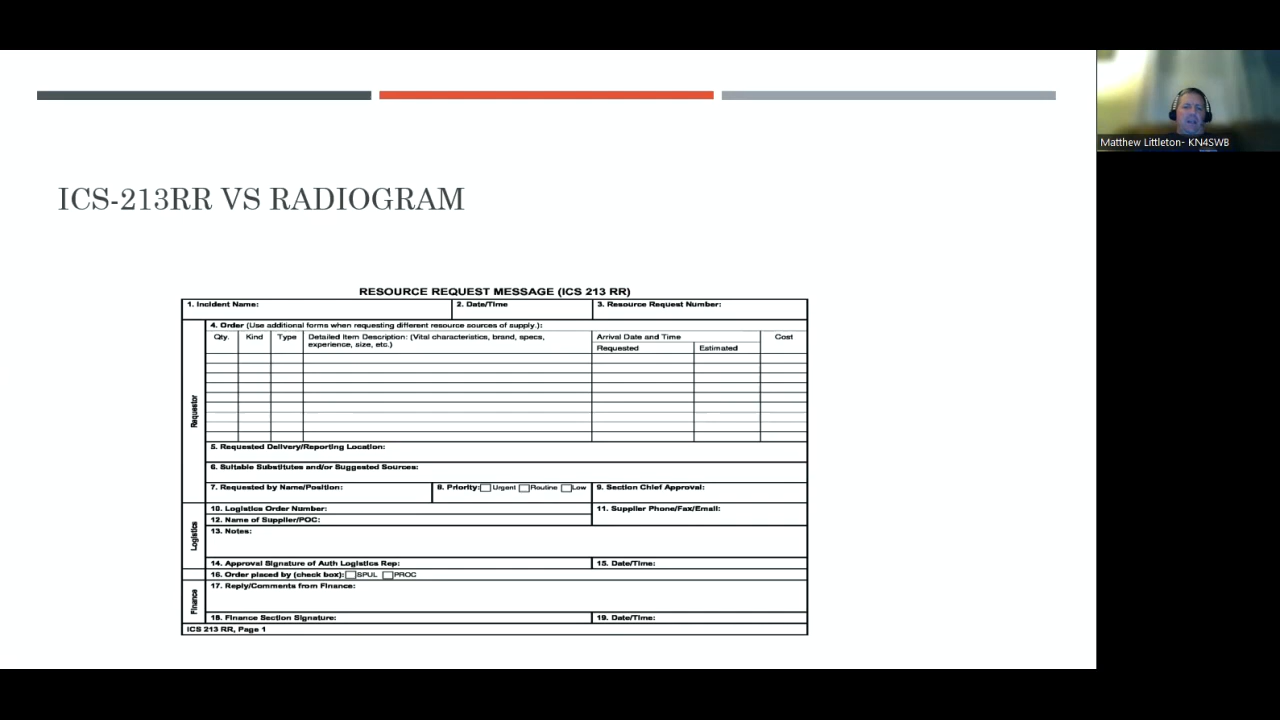 Matthew Littleton- KN4SWB
ICS-213RR VS RADIOGRAM
RESOURCE REQUEST MESSAGE (ICS 213 RR)
1. Incident Name:
2. Date/Time
3. Resource Request Number:
Requestor
4. Order (Use additional forms when requesting different resource sources of supply.):
Qty.
Kind
Type
Detailed Item Description: (Vital characteristics, brand, specs,
experience, size, etc.)
Arrival Date and Time
Cost
Requested
Estimated
5. Requested Delivery/Reporting Location:
6. Suitable Substitutes and/or Suggested Sources:
7. Requested by Name/Position:
8. Priority: Urgent Routine Low
9. Section Chief Approval:
Logistics
10. Logistics Order Number:
11. Supplier Phone/Fax/Email:
12. Name of Supplier/POC:
13. Notes:
14. Approval Signature of Auth Logistics Rep:
15. Date/Time:
16. Order placed by (check box): SPUL PROC
Finance
17. Reply/Comments from Finance:
18. Finance Section Signature:
19. Date/Time:
ICS 213 RR, Page 1